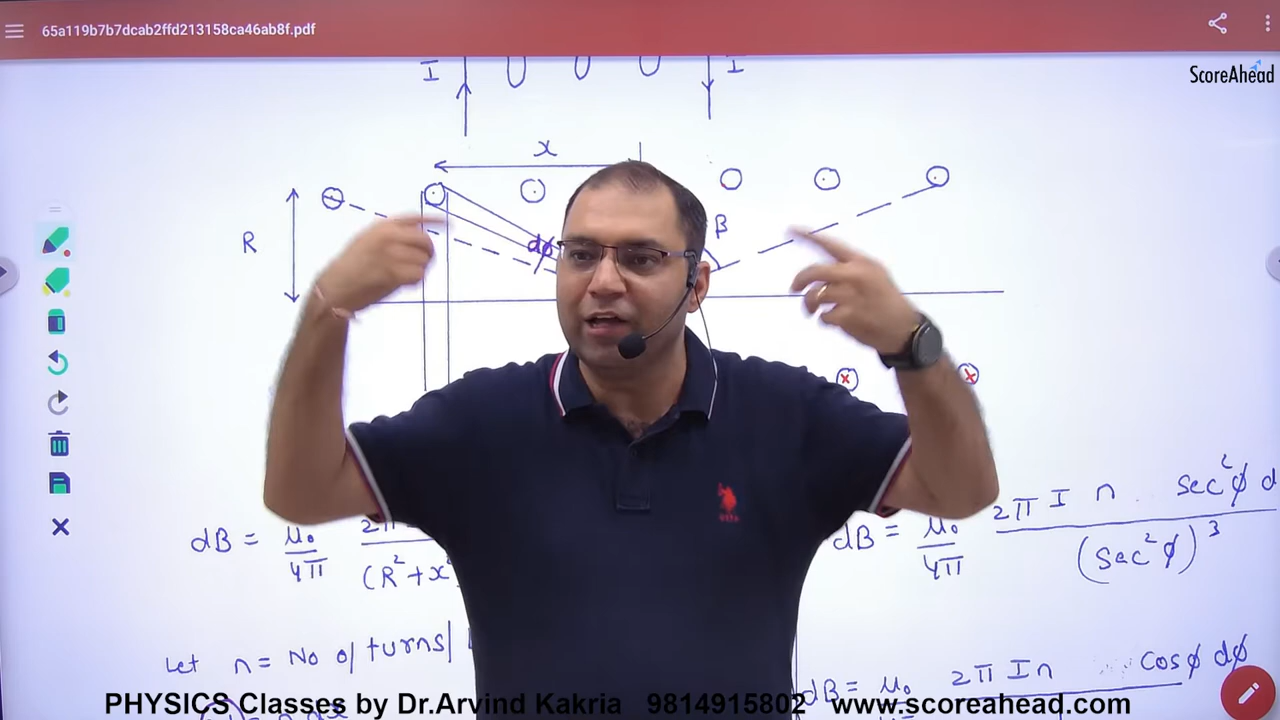 65a119b7b7dcab2ffd213158ca46ab8f.pdf
ScoreAhead
I I
x
R dφ β
dB = μ₀/4π (R²+x²
dB = μ₀/4π 2π I n sec²φ d / (sec²φ)³
Let n = No of turns/
dB = μ₀ 2π In cosφ dφ
PHYSICS Classes by Dr.Arvind Kakria 9814915802 www.scoreahead.com